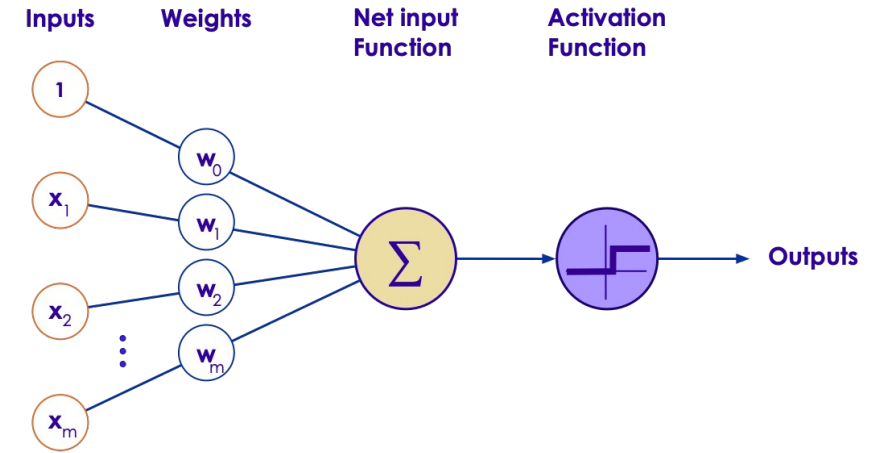 Inputs
Weights
Net input
Function
Activation
Function
1
w0
x1
w1
Σ
Outputs
x2
w2
wm
xm